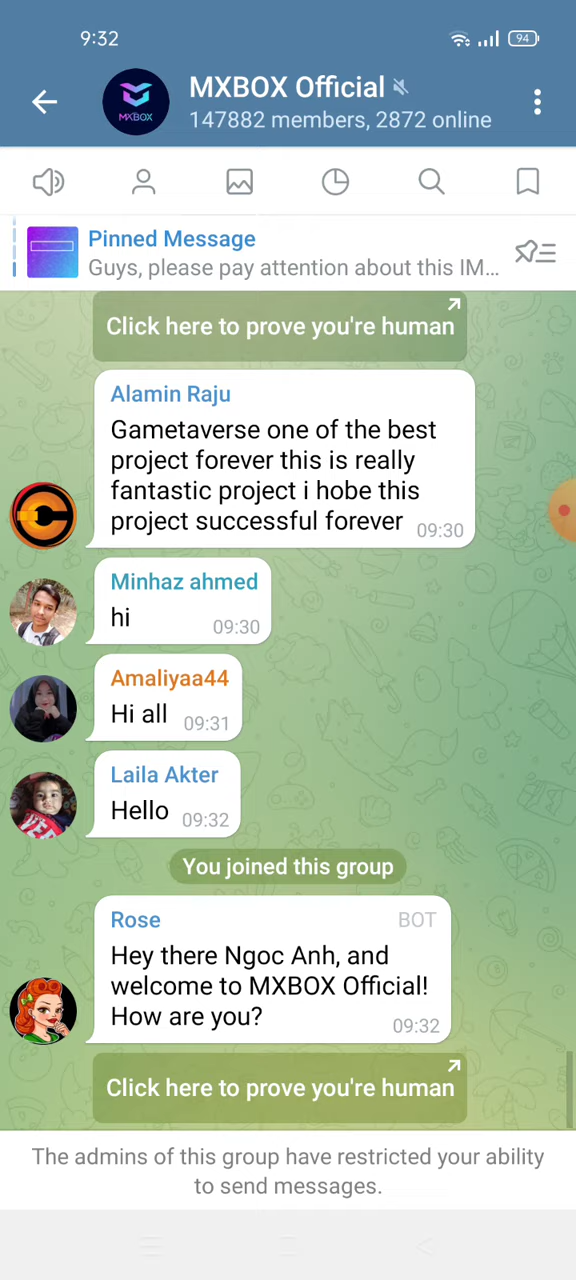 9:32
94
MXBOX
MXBOX Official
147882 members, 2872 online
Pinned Message
Guys, please pay attention about this IM...
Click here to prove you're human
Alamin Raju
Gametaverse one of the best
project forever this is really
fantastic project i hobe this
project successful forever 09:30
Minhaz ahmed
hi 09:30
Amaliyaa44
Hi all 09:31
Laila Akter
Hello 09:32
You joined this group
Rose BOT
Hey there Ngoc Anh, and
welcome to MXBOX Official!
How are you? 09:32
Click here to prove you're human
The admins of this group have restricted your ability
to send messages.